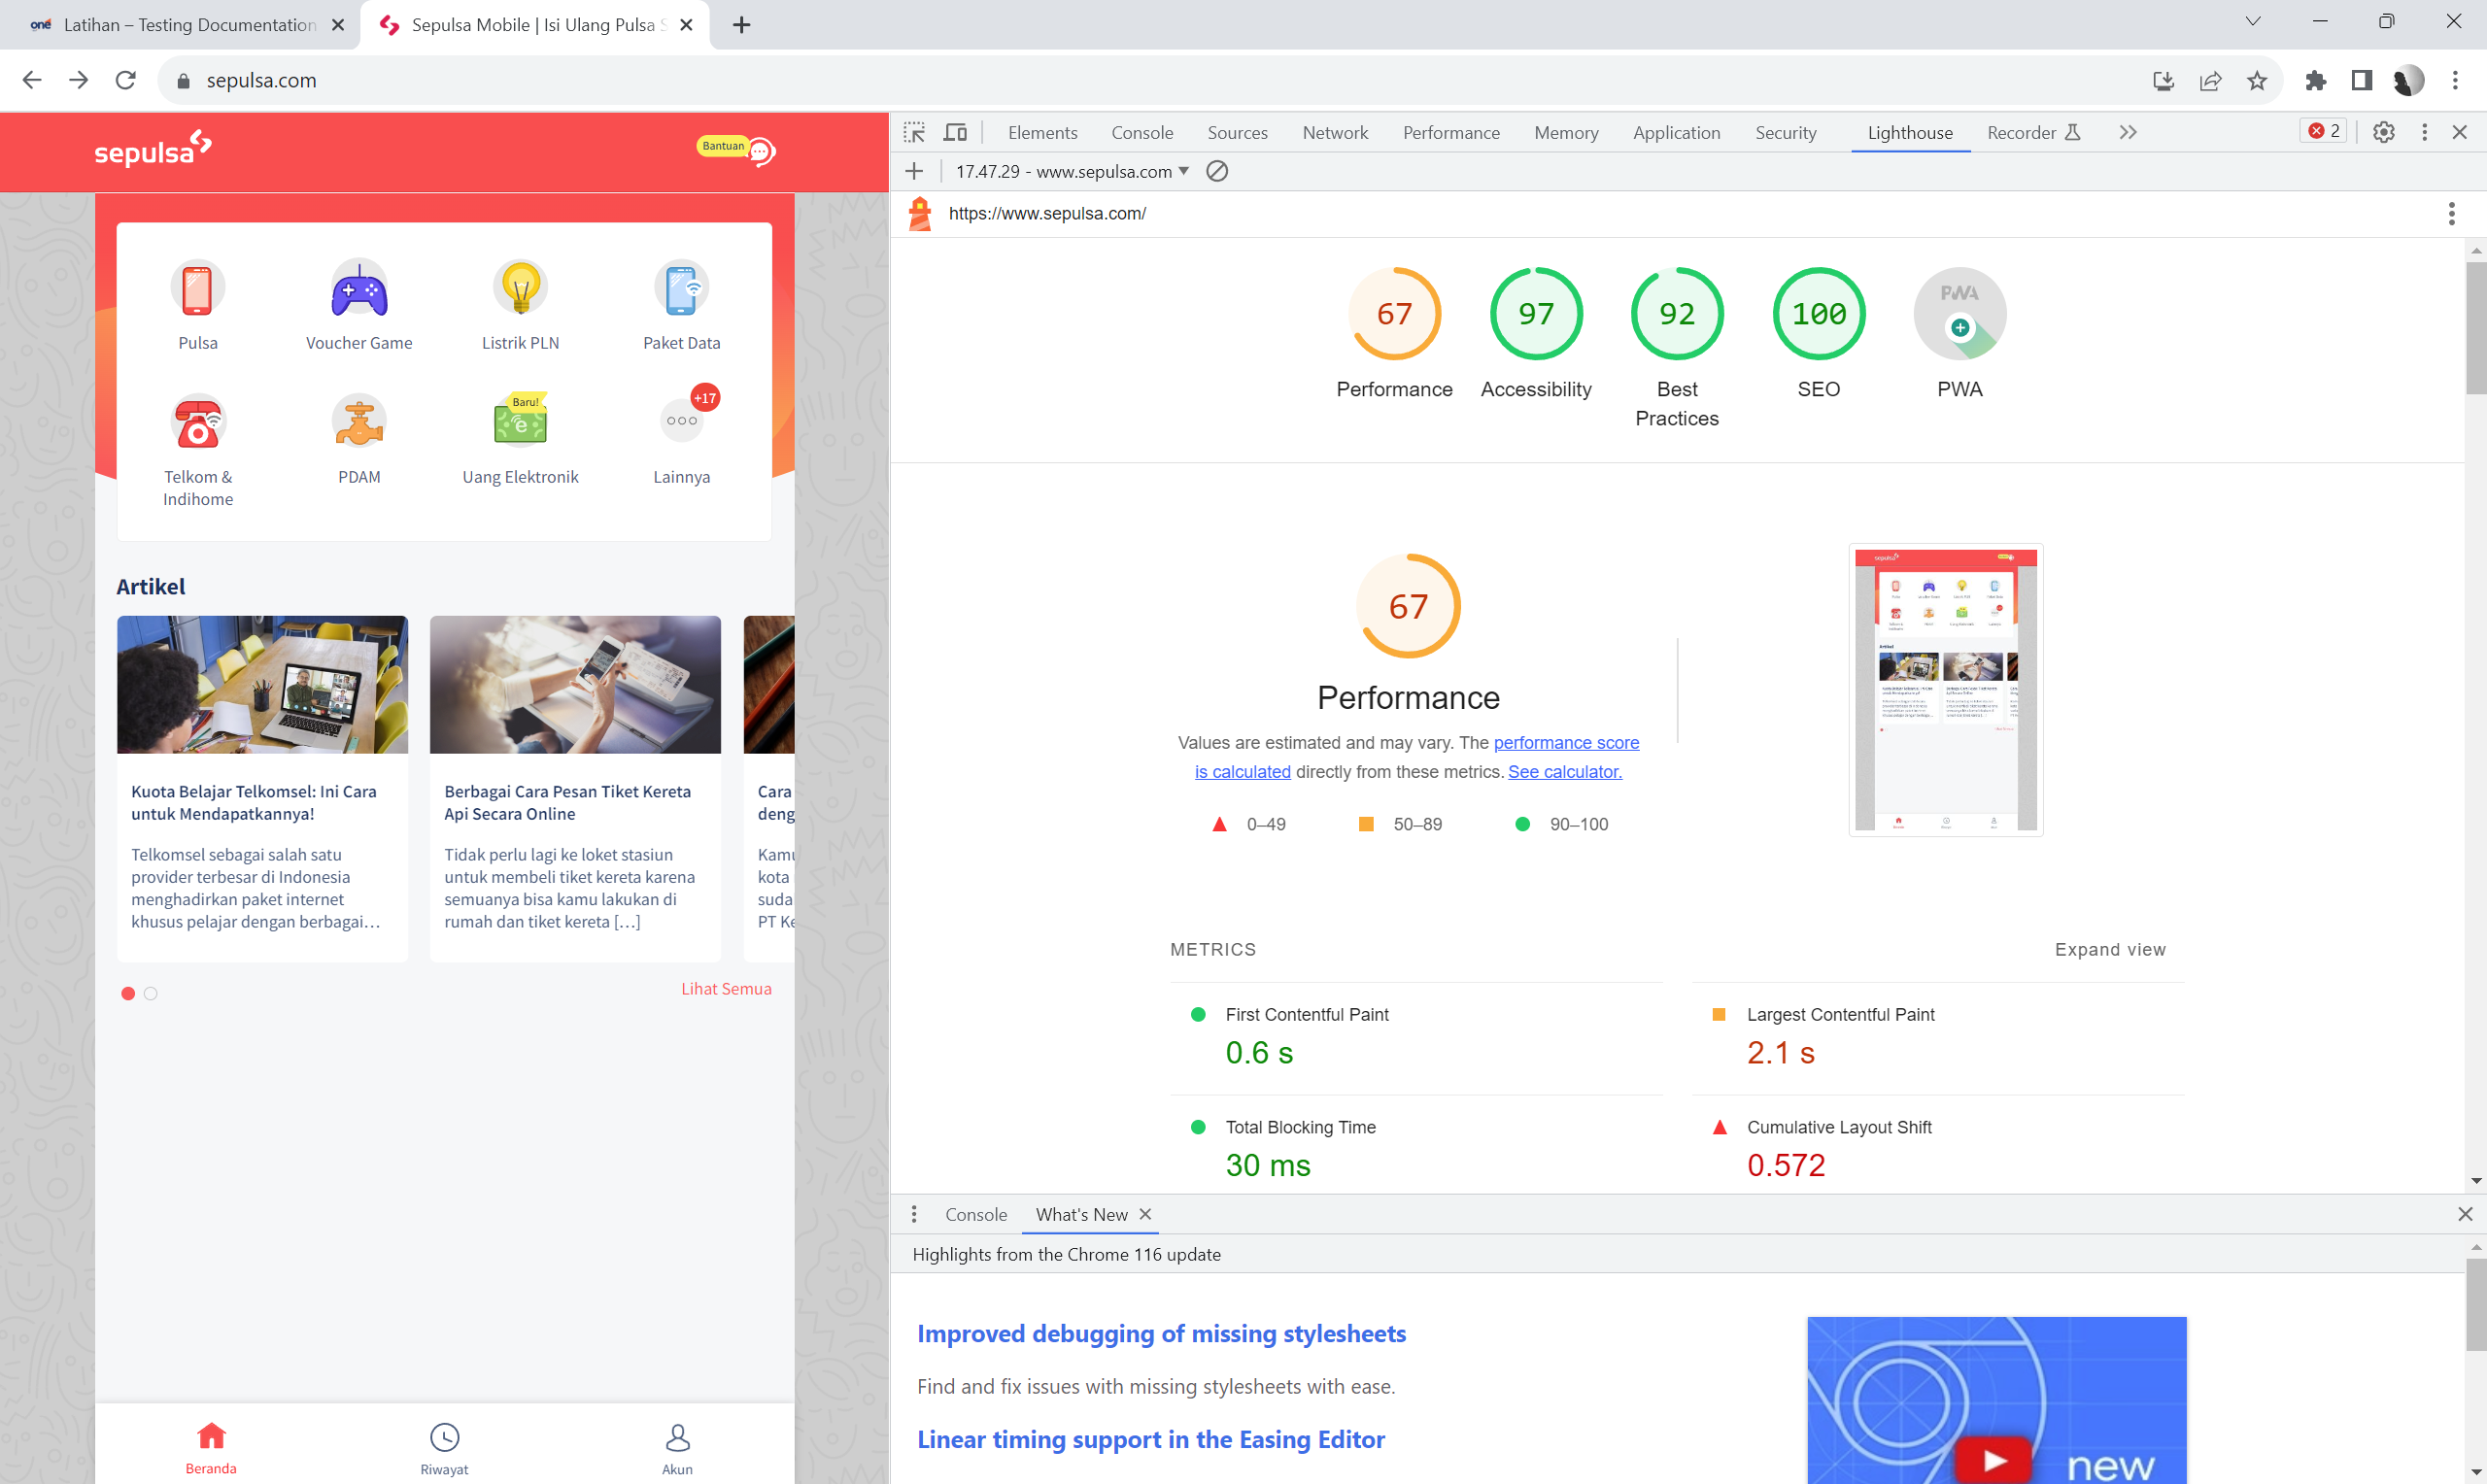 one Latihan – Testing Documentation
Sepulsa Mobile | Isi Ulang Pulsa S
sepulsa.com
sepulsa
Bantuan
Pulsa
Voucher Game
Listrik PLN
Paket Data
Baru!
+17
Telkom &
Indihome
PDAM
Uang Elektronik
Lainnya
Artikel
Kuota Belajar Telkomsel: Ini Cara
untuk Mendapatkannya!
Telkomsel sebagai salah satu
provider terbesar di Indonesia
menghadirkan paket internet
khusus pelajar dengan berbagai...
Berbagai Cara Pesan Tiket Kereta
Api Secara Online
Tidak perlu lagi ke loket stasiun
untuk membeli tiket kereta karena
semuanya bisa kamu lakukan di
rumah dan tiket kereta [...]
Cara
deng
Kamu
kota
suda
PT Ke
Lihat Semua
Beranda
Riwayat
Akun
Elements Console Sources Network Performance Memory Application Security Lighthouse Recorder 2
17.47.29 - www.sepulsa.com
https://www.sepulsa.com/
67
Performance
97
Accessibility
92
Best
Practices
100
SEO
PWA
PWA
67
Performance
Values are estimated and may vary. The performance score
is calculated directly from these metrics. See calculator.
0–49
50–89
90–100
METRICS
Expand view
First Contentful Paint
0.6 s
Largest Contentful Paint
2.1 s
Total Blocking Time
30 ms
Cumulative Layout Shift
0.572
Console What's New
Highlights from the Chrome 116 update
Improved debugging of missing stylesheets
Find and fix issues with missing stylesheets with ease.
Linear timing support in the Easing Editor
new